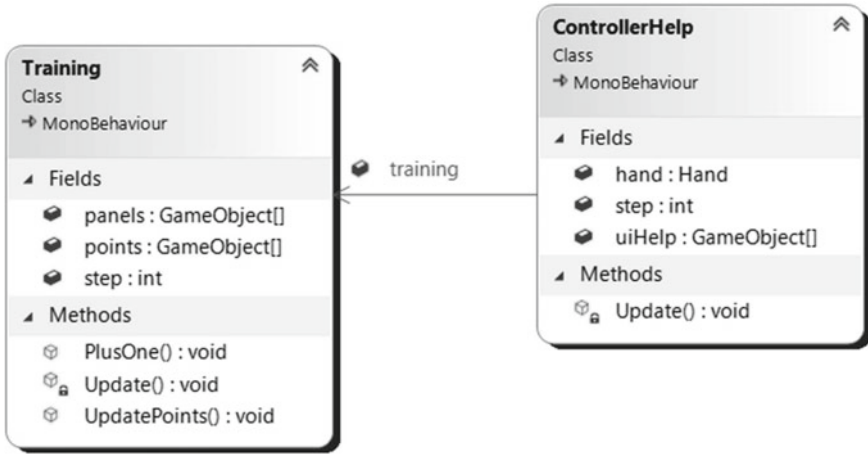 Training
Class
MonoBehaviour
Fields
panels : GameObject[]
points : GameObject[]
step : int
Methods
PlusOne() : void
Update() : void
UpdatePoints() : void
training
ControllerHelp
Class
MonoBehaviour
Fields
hand : Hand
step : int
uiHelp : GameObject[]
Methods
Update() : void